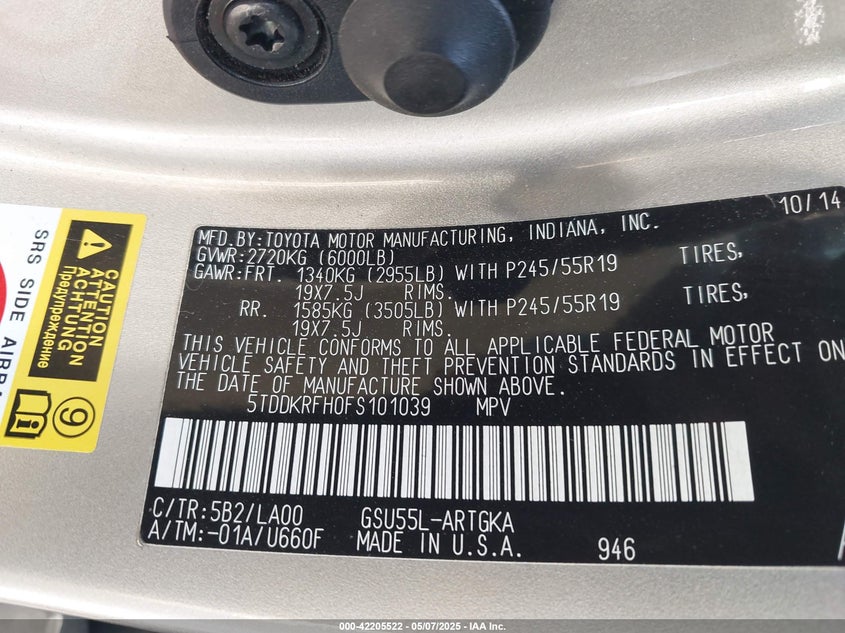 10/14
MFD.BY:TOYOTA MOTOR MANUFACTURING, INDIANA, INC.
GVWR:2720KG (6000LB)
GAWR:FRT. 1340KG (2955LB) WITH P245/55R19 TIRES,
19X7.5J RIMS.
RR. 1585KG (3505LB) WITH P245/55R19 TIRES,
19X7.5J RIMS.
THIS VEHICLE CONFORMS TO ALL APPLICABLE FEDERAL MOTOR
VEHICLE SAFETY AND THEFT PREVENTION STANDARDS IN EFFECT ON
THE DATE OF MANUFACTURE SHOWN ABOVE.
5TDDKRFH0FS101039 MPV
C/TR:5B2/LA00 GSU55L-ARTGKA
A/TM:-01A/U660F MADE IN U.S.A. 946
SRS SIDE
ATTENTION
ACHTUNG
Предупреждение
9
000-42205522 — 05/07/2025 - IAA Inc.